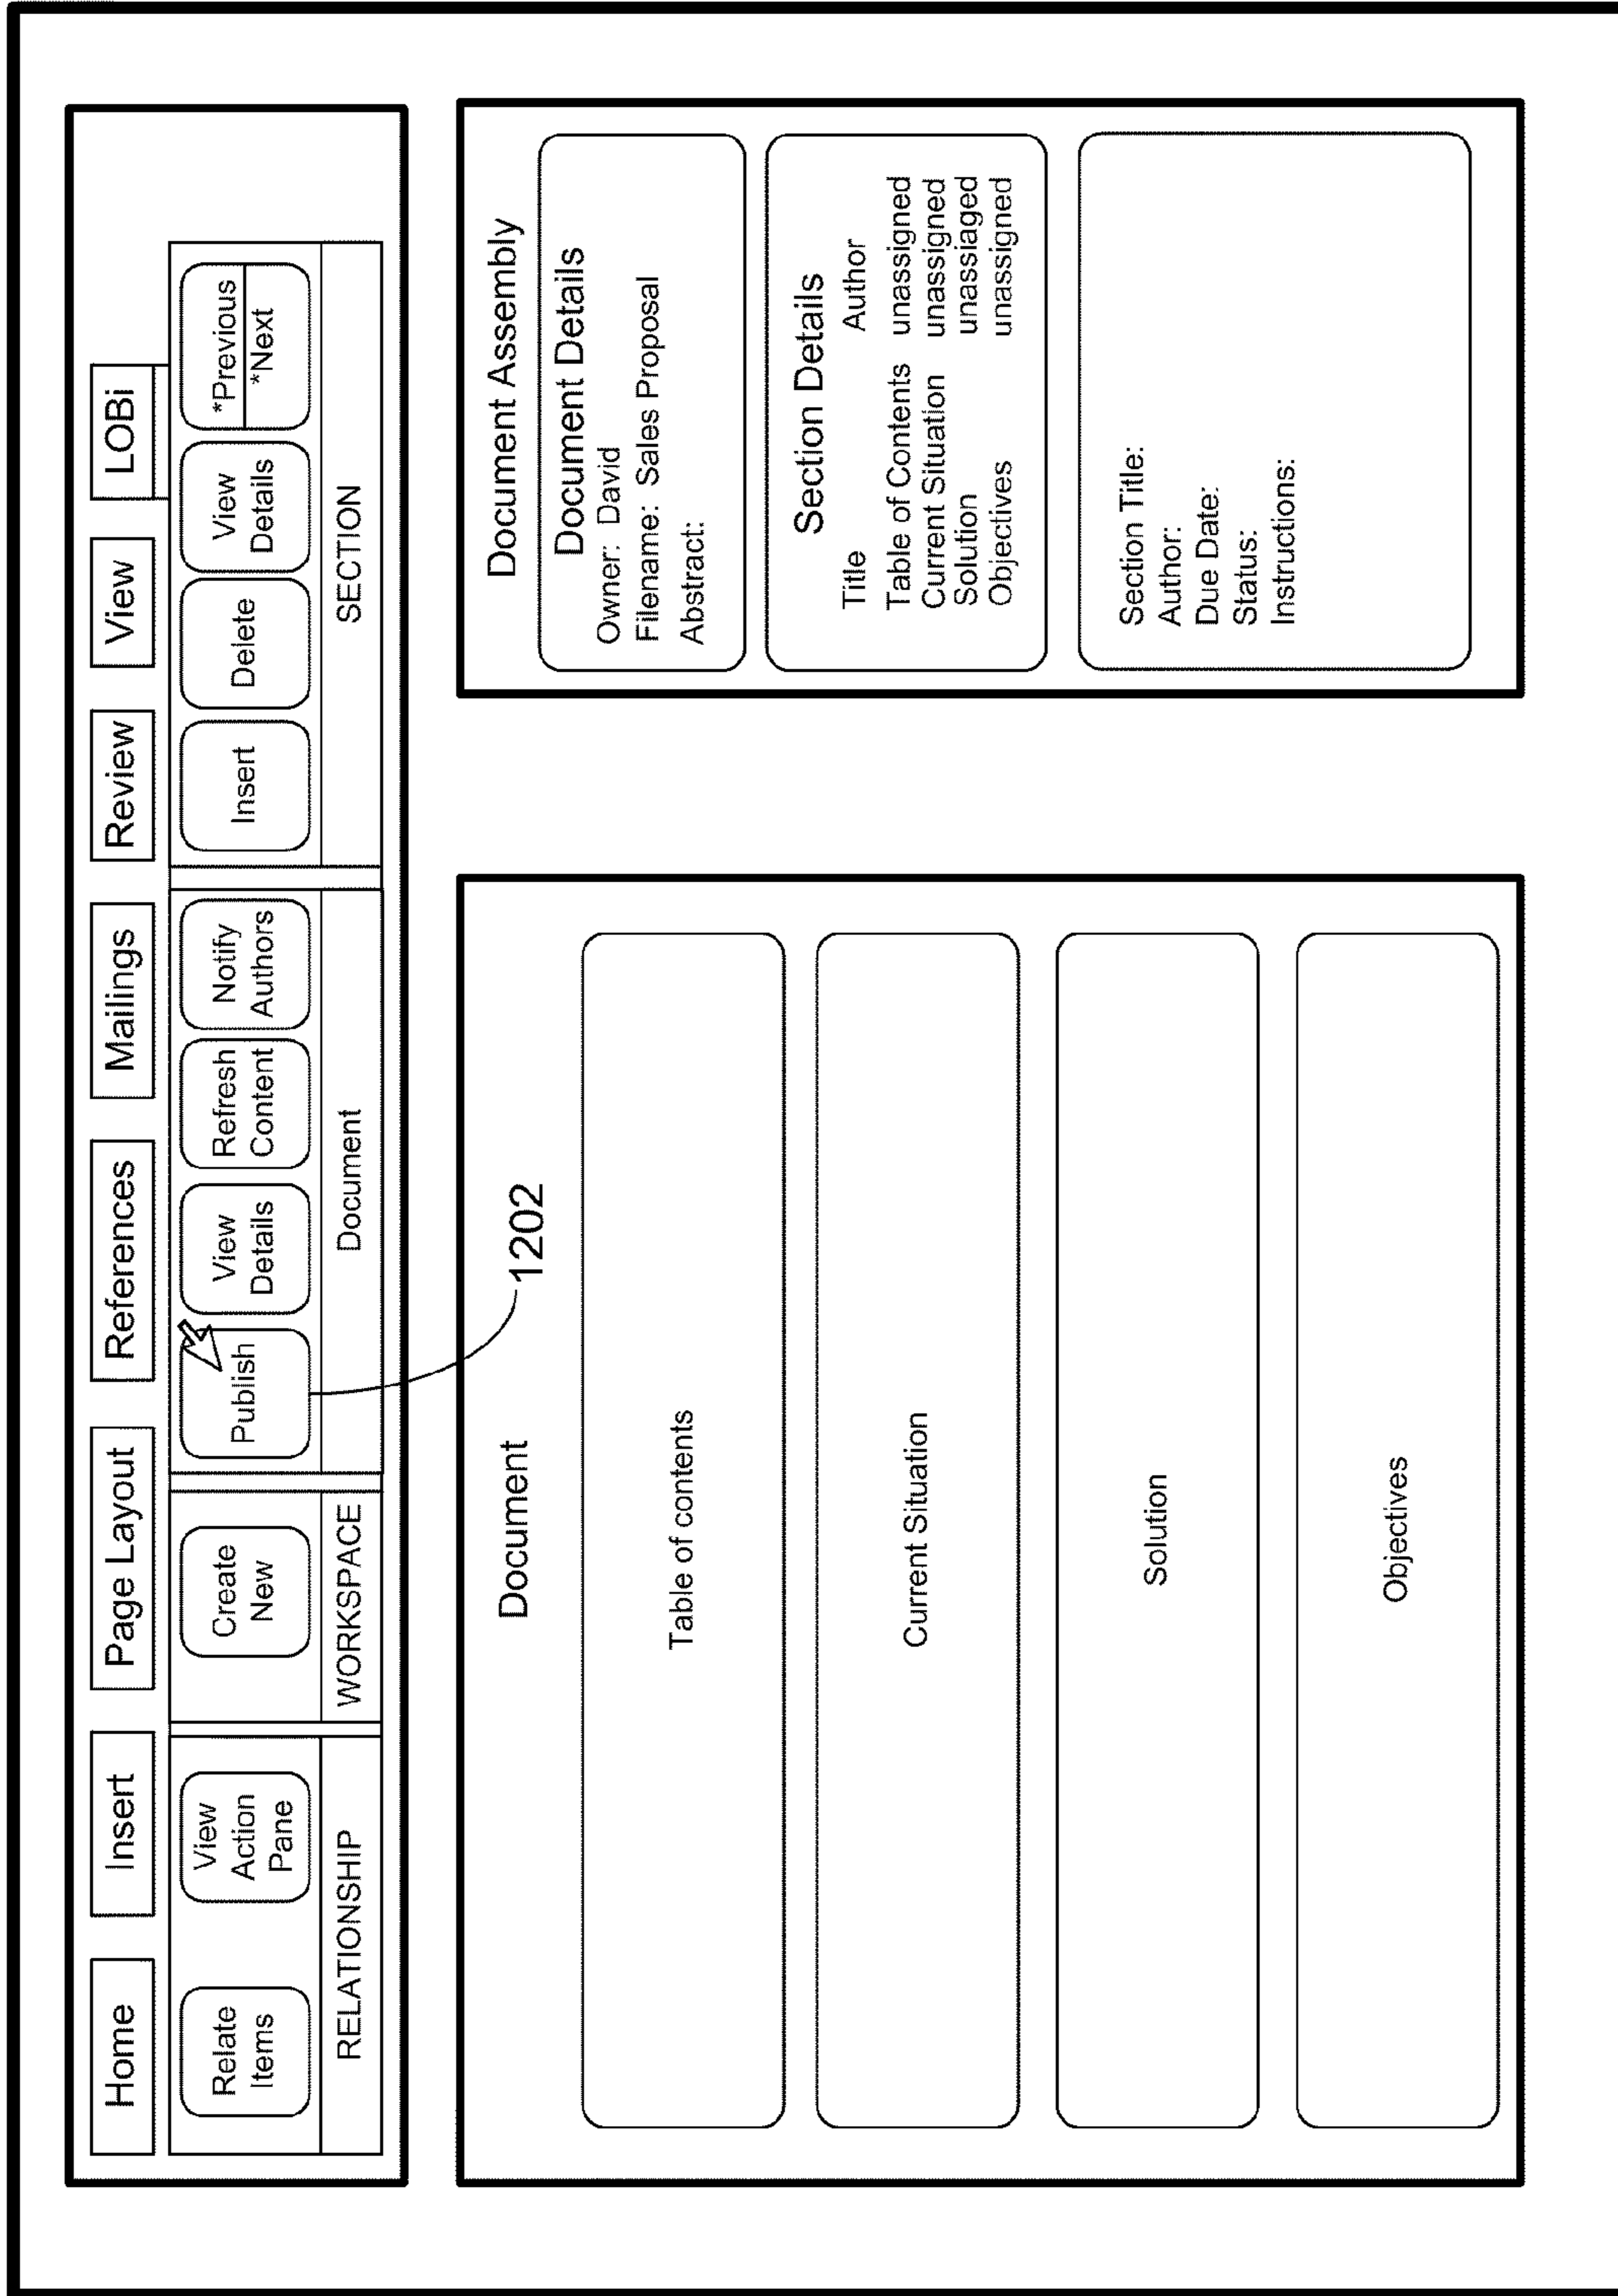 Home
Insert
Page Layout
References
Mailings
Review
View
LOBi
Relate
Items
View
Action
Pane
RELATIONSHIP
Create
New
WORKSPACE
Publish
View
Details
Refresh
Content
Notify
Authors
Document
Insert
Delete
View
Details
*Previous
*Next
SECTION
1202
Document
Table of contents
Current Situation
Solution
Objectives
Document Assembly
Document Details
Owner: David
Filename: Sales Proposal
Abstract:
Section Details
Title Author
Table of Contents unassigned
Current Situation unassigned
Solution unassiaged
Objectives unassigned
Section Title:
Author:
Due Date:
Status:
Instructions: